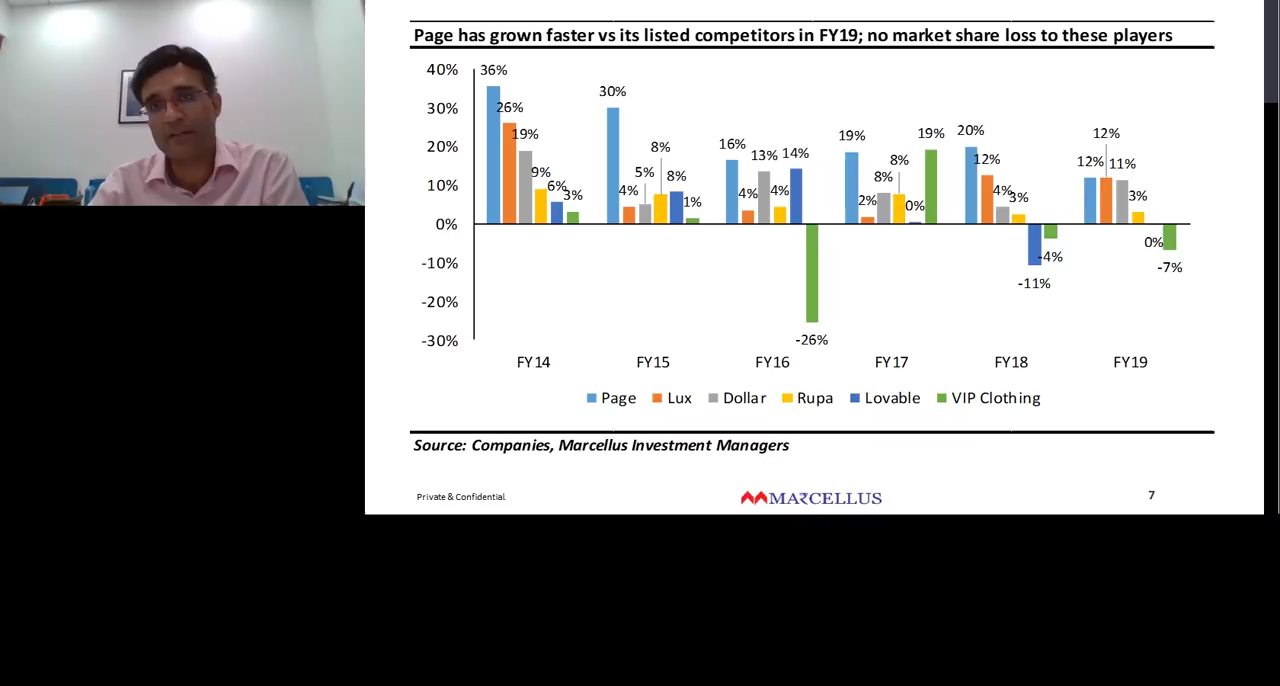 Page has grown faster vs its listed competitors in FY19; no market share loss to these players
40%
30%
20%
10%
0%
-10%
-20%
-30%
36% 26% 19% 9% 6% 3%
30% 4% 5% 8% 8% 1%
16% 4% 13% 4% 14% -26%
19% 2% 8% 8% 0% 19%
20% 12% 4% 3% -11% -4%
12% 12% 11% 3% 0% -7%
FY14 FY15 FY16 FY17 FY18 FY19
Page Lux Dollar Rupa Lovable VIP Clothing
Source: Companies, Marcellus Investment Managers
Private & Confidential
MARCELLUS
7